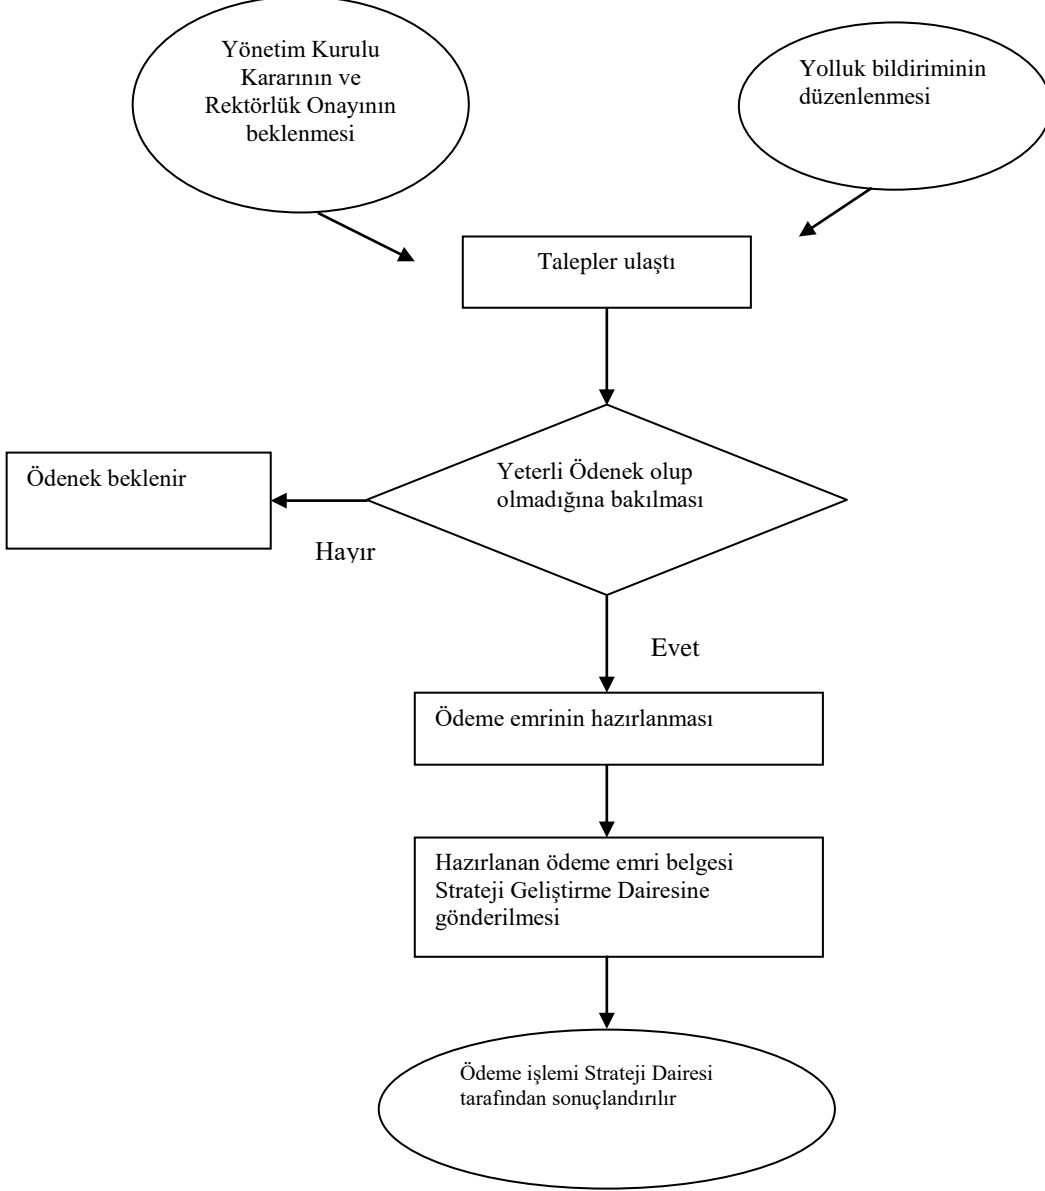 Yönetim Kurulu
Kararının ve
Rektörlük Onayının
beklenmesi
Yolluk bildiriminin
düzenlenmesi
Talepler ulaştı
Yeterli Ödenek olup
olmadığına bakılması
Ödenek beklenir
Hayır
Evet
Ödeme emrinin hazırlanması
Hazırlanan ödeme emri belgesi
Strateji Geliştirme Dairesine
gönderilmesi
Ödeme işlemi Strateji Dairesi
tarafından sonuçlandırılır